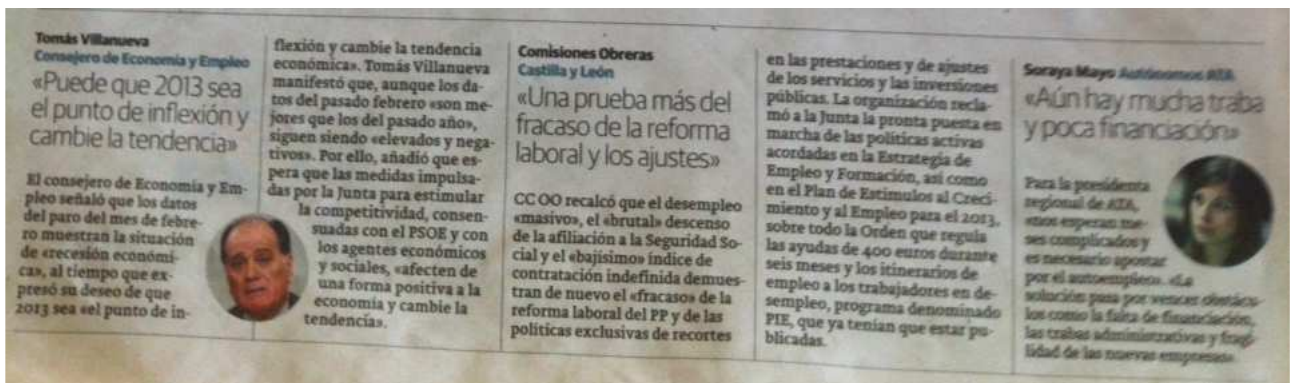 Tomás Villanueva
Consejero de Economía y Empleo
«Puede que 2013 sea
el punto de inflexión y
cambie la tendencia»
El consejero de Economía y Em-
pleo señaló que los datos
del paro del mes de febre-
ro muestran la situación
de «recesión económi-
ca», al tiempo que ex-
presó su deseo de que
2013 sea «el punto de in-
flexión y cambie la tendencia
económica». Tomás Villanueva
manifestó que, aunque los da-
tos del pasado febrero «son me-
jores que los del pasado año»,
siguen siendo «elevados y nega-
tivos». Por ello, añadió que es-
pera que las medidas impulsa-
das por la Junta para estimular
la competitividad, consen-
suadas con el PSOE y con
los agentes económicos
y sociales, «afecten de
una forma positiva a la
economía y cambie la
tendencia».
Comisiones Obreras
Castilla y León
«Una prueba más del
fracaso de la reforma
laboral y los ajustes»
CC OO recalcó que el desempleo
«masivo», el «brutal» descenso
de la afiliación a la Seguridad So-
cial y el «bajísimo» índice de
contratación indefinida demues-
tran de nuevo el «fracaso» de la
reforma laboral del PP y de las
políticas exclusivas de recortes
en las prestaciones y de ajustes
de los servicios y las inversiones
públicas. La organización recla-
mó a la Junta la pronta puesta en
marcha de las políticas activas
acordadas en la Estrategia de
Empleo y Formación, así como
en el Plan de Estímulos al Creci-
miento y al Empleo para el 2013,
sobre todo la Orden que regula
las ayudas de 400 euros durante
seis meses y los itinerarios de
empleo a los trabajadores en de-
sempleo, programa denominado
PIE, que ya tenían que estar pu-
blicadas.
Soraya Mayo Autónomos ATA
«Aún hay mucha traba
y poca financiación»
Para la presidenta
regional de ATA,
«nos esperan me-
ses complicados y
es necesario apostar
por el autoempleo». «La
solución pasa por vencer obstácu-
los como la falta de financiación,
las trabas administrativas y fragi-
lidad de las nuevas empresas».